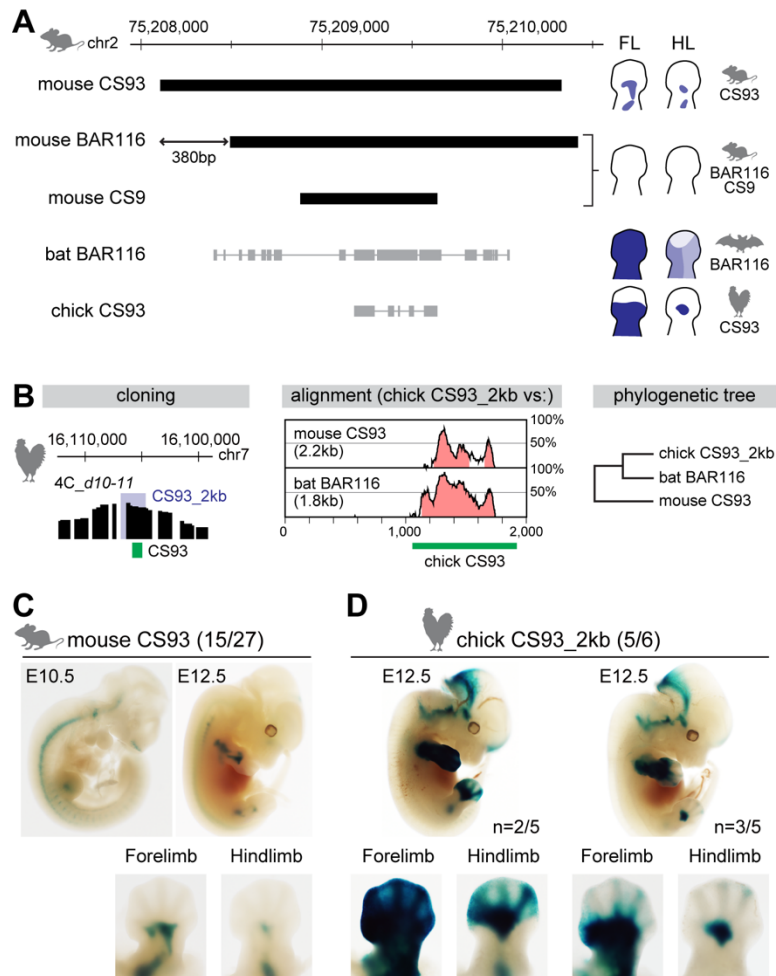 A
chr2
75,208,000 75,209,000 75,210,000
FL HL
mouse CS93
CS93
mouse BAR116
380bp
BAR116
CS9
mouse CS9
bat BAR116
BAR116
chick CS93
CS93
B
cloning
alignment (chick CS93_2kb vs:)
phylogenetic tree
16,110,000 16,100,000
chr7
4C_d10-11
CS93_2kb
CS93
mouse CS93
(2.2kb)
100%
50%
100%
bat BAR116
(1.8kb)
50%
0 1,000 2,000
chick CS93
chick CS93_2kb
bat BAR116
mouse CS93
C
mouse CS93 (15/27)
E10.5 E12.5
Forelimb Hindlimb
D
chick CS93_2kb (5/6)
E12.5 E12.5
n=2/5 n=3/5
Forelimb Hindlimb Forelimb Hindlimb